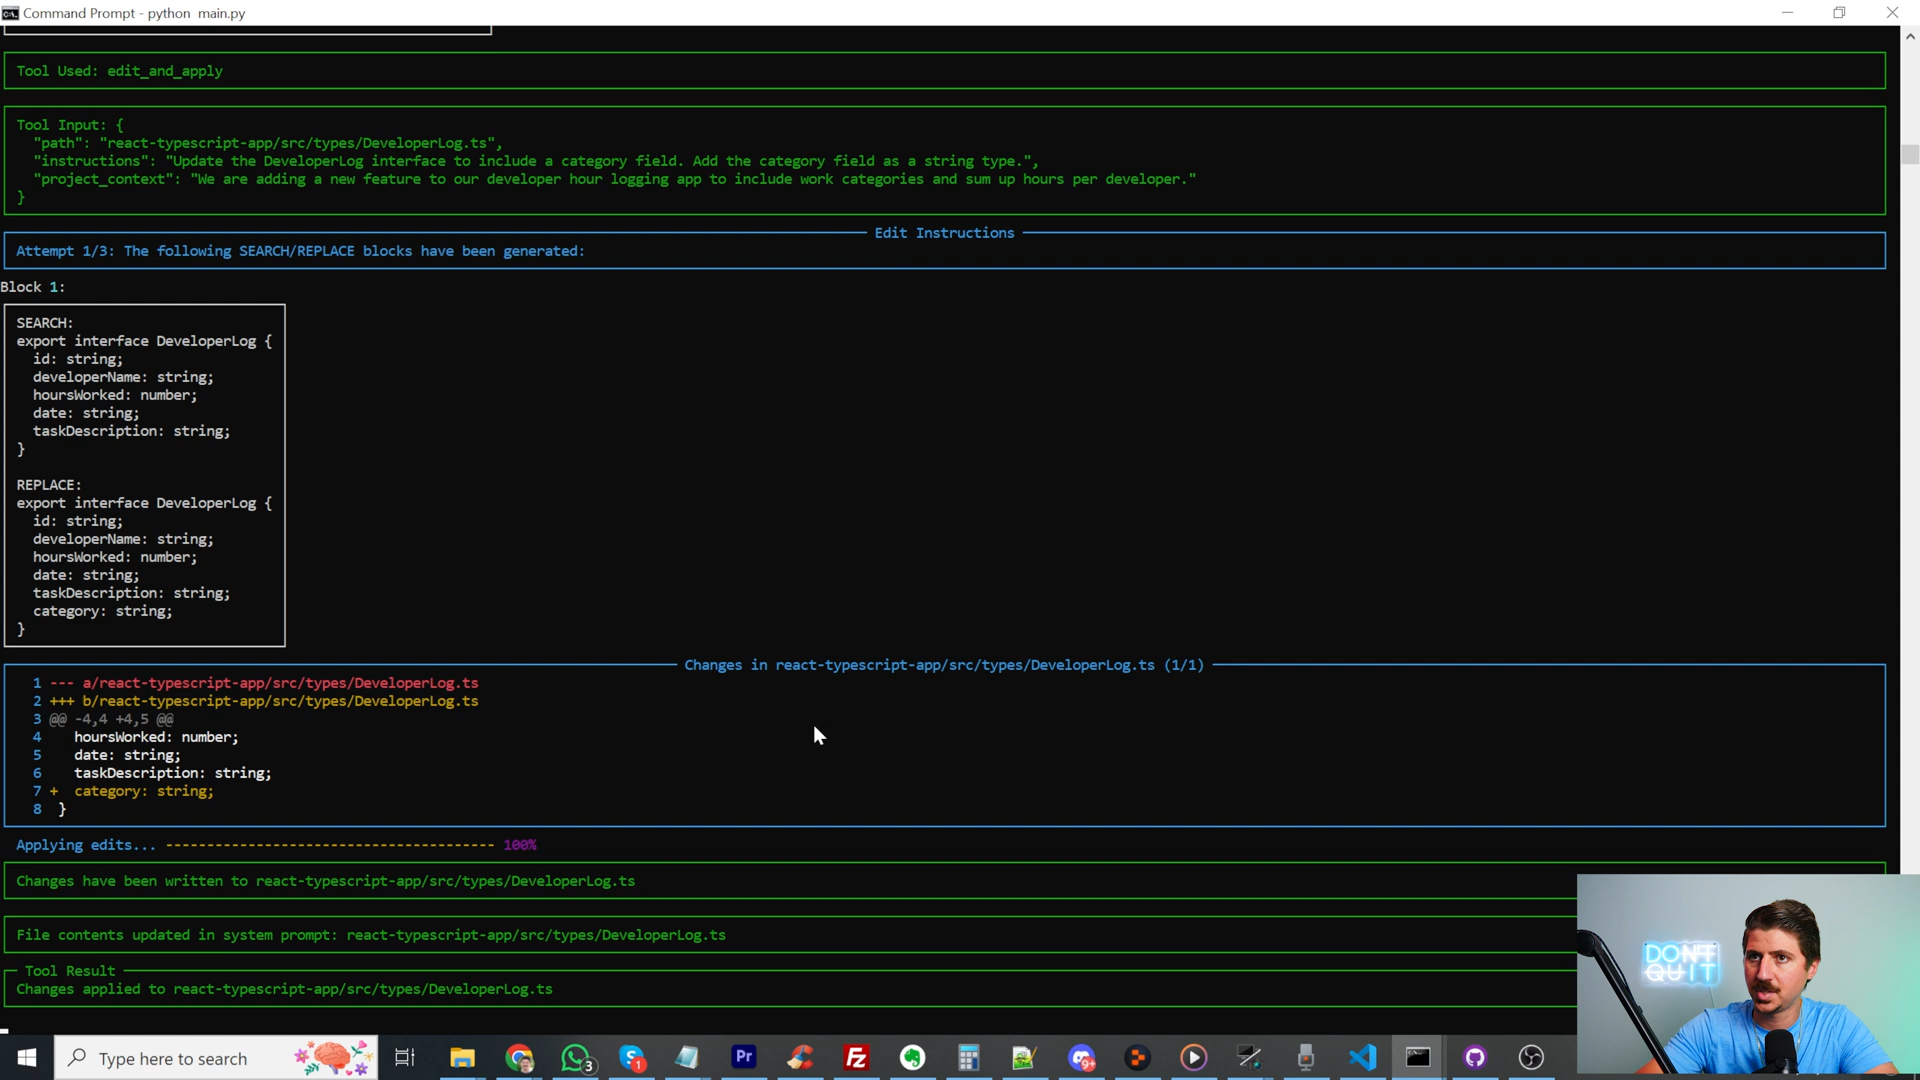 Command Prompt - python  main.py
Tool Used: edit_and_apply
Tool Input: {
  "path": "react-typescript-app/src/types/DeveloperLog.ts",
  "instructions": "Update the DeveloperLog interface to include a category field. Add the category field as a string type.",
  "project_context": "We are adding a new feature to our developer hour logging app to include work categories and sum up hours per developer."
}
Edit Instructions
Attempt 1/3: The following SEARCH/REPLACE blocks have been generated:
Block 1:
SEARCH:
export interface DeveloperLog {
  id: string;
  developerName: string;
  hoursWorked: number;
  date: string;
  taskDescription: string;
}
REPLACE:
export interface DeveloperLog {
  id: string;
  developerName: string;
  hoursWorked: number;
  date: string;
  taskDescription: string;
  category: string;
}
Changes in react-typescript-app/src/types/DeveloperLog.ts (1/1)
1 --- a/react-typescript-app/src/types/DeveloperLog.ts
2 +++ b/react-typescript-app/src/types/DeveloperLog.ts
3 @@ -4,4 +4,5 @@
4    hoursWorked: number;
5    date: string;
6    taskDescription: string;
7 +  category: string;
8  }
Applying edits... ---------------------------------------- 100%
Changes have been written to react-typescript-app/src/types/DeveloperLog.ts
File contents updated in system prompt: react-typescript-app/src/types/DeveloperLog.ts
Tool Result
Changes applied to react-typescript-app/src/types/DeveloperLog.ts
DON'T
QUIT
Type here to search
3
1
Pr
FZ
9+